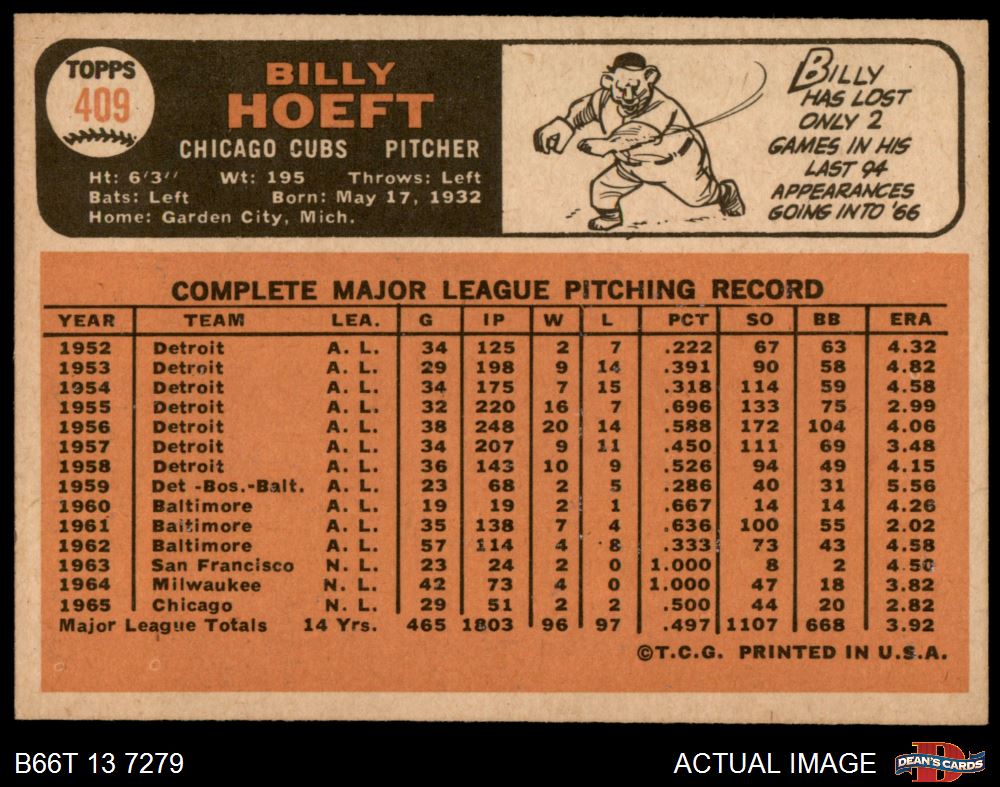 TOPPS
409
BILLY
HOEFT
CHICAGO CUBS PITCHER
Ht: 6'3" Wt: 195 Throws: Left
Bats: Left Born: May 17, 1932
Home: Garden City, Mich.
BILLY
HAS LOST
ONLY 2
GAMES IN HIS
LAST 94
APPEARANCES
GOING INTO '66
COMPLETE MAJOR LEAGUE PITCHING RECORD
YEAR TEAM LEA. G IP W L PCT SO BB ERA
1952 Detroit A. L. 34 125 2 7 .222 67 63 4.32
1953 Detroit A. L. 29 198 9 14 .391 90 58 4.82
1954 Detroit A. L. 34 175 7 15 .318 114 59 4.58
1955 Detroit A. L. 32 220 16 7 .696 133 75 2.99
1956 Detroit A. L. 38 248 20 14 .588 172 104 4.06
1957 Detroit A. L. 34 207 9 11 .450 111 69 3.48
1958 Detroit A. L. 36 143 10 9 .526 94 49 4.15
1959 Det -Bos.-Balt. A. L. 23 68 2 5 .286 40 31 5.56
1960 Baltimore A. L. 19 19 2 1 .667 14 14 4.26
1961 Baltimore A. L. 35 138 7 4 .636 100 55 2.02
1962 Baltimore A. L. 57 114 4 8 .333 73 43 4.58
1963 San Francisco N. L. 23 24 2 0 1.000 8 2 4.50
1964 Milwaukee N. L. 42 73 4 0 1.000 47 18 3.82
1965 Chicago N. L. 29 51 2 2 .500 44 20 2.82
Major League Totals 14 Yrs. 465 1803 96 97 .497 1107 668 3.92
©T.C.G. PRINTED IN U.S.A.
B66T 13 7279 ACTUAL IMAGE
D
DEAN'S CARDS